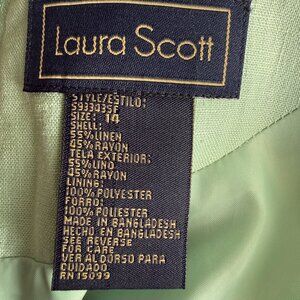 Laura Scott
STYLE/ESTILO:
S933035F
SIZE: 14
SHELL:
55% LINEN
45% RAYON
TELA EXTERIOR:
55% LINO
45% RAYON
LINING:
100% POLYESTER
FORRO:
100% POLIESTER
MADE IN BANGLADESH
HECHO EN BANGLADESH
SEE REVERSE
FOR CARE
VER AL DORSO PARA
CUIDADO
RN 15099